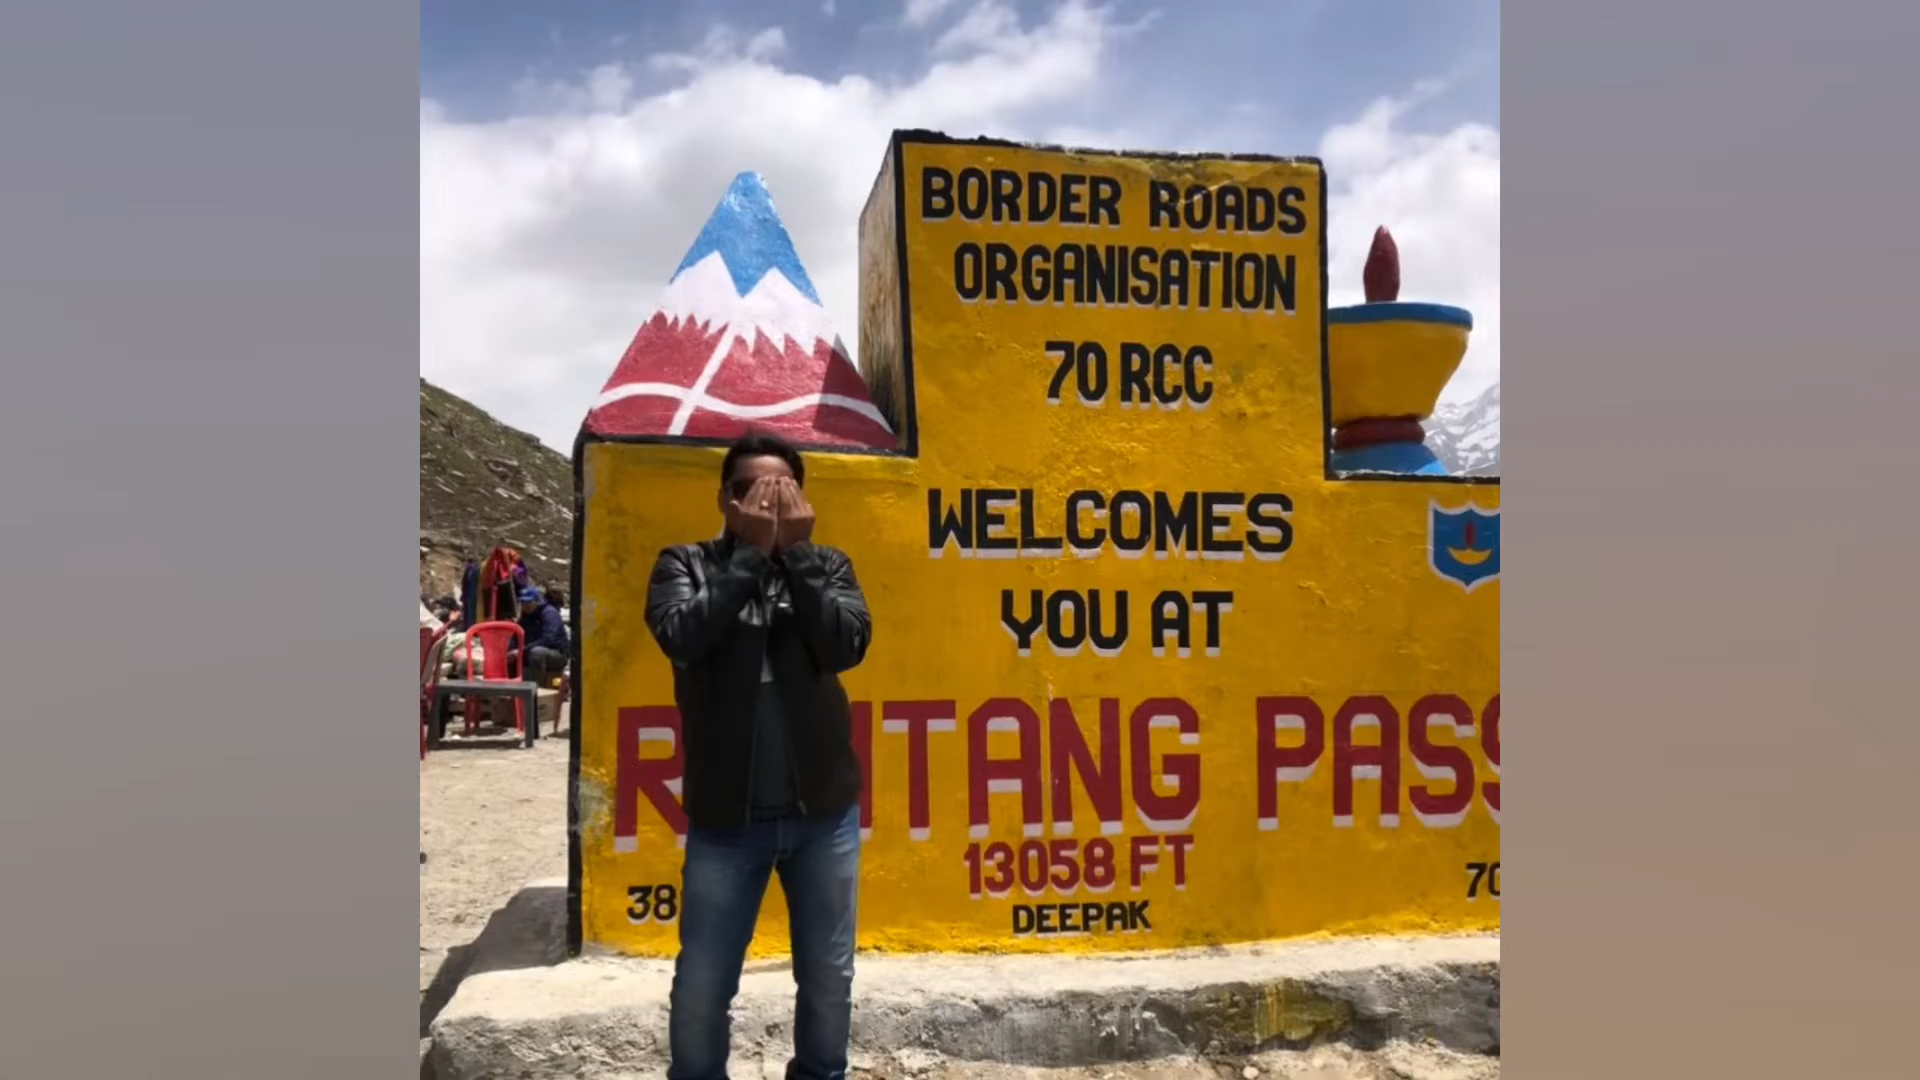 BORDER ROADS
ORGANISATION
70 RCC
WELCOMES
YOU AT
PASS
13058 FT
DEEPAK